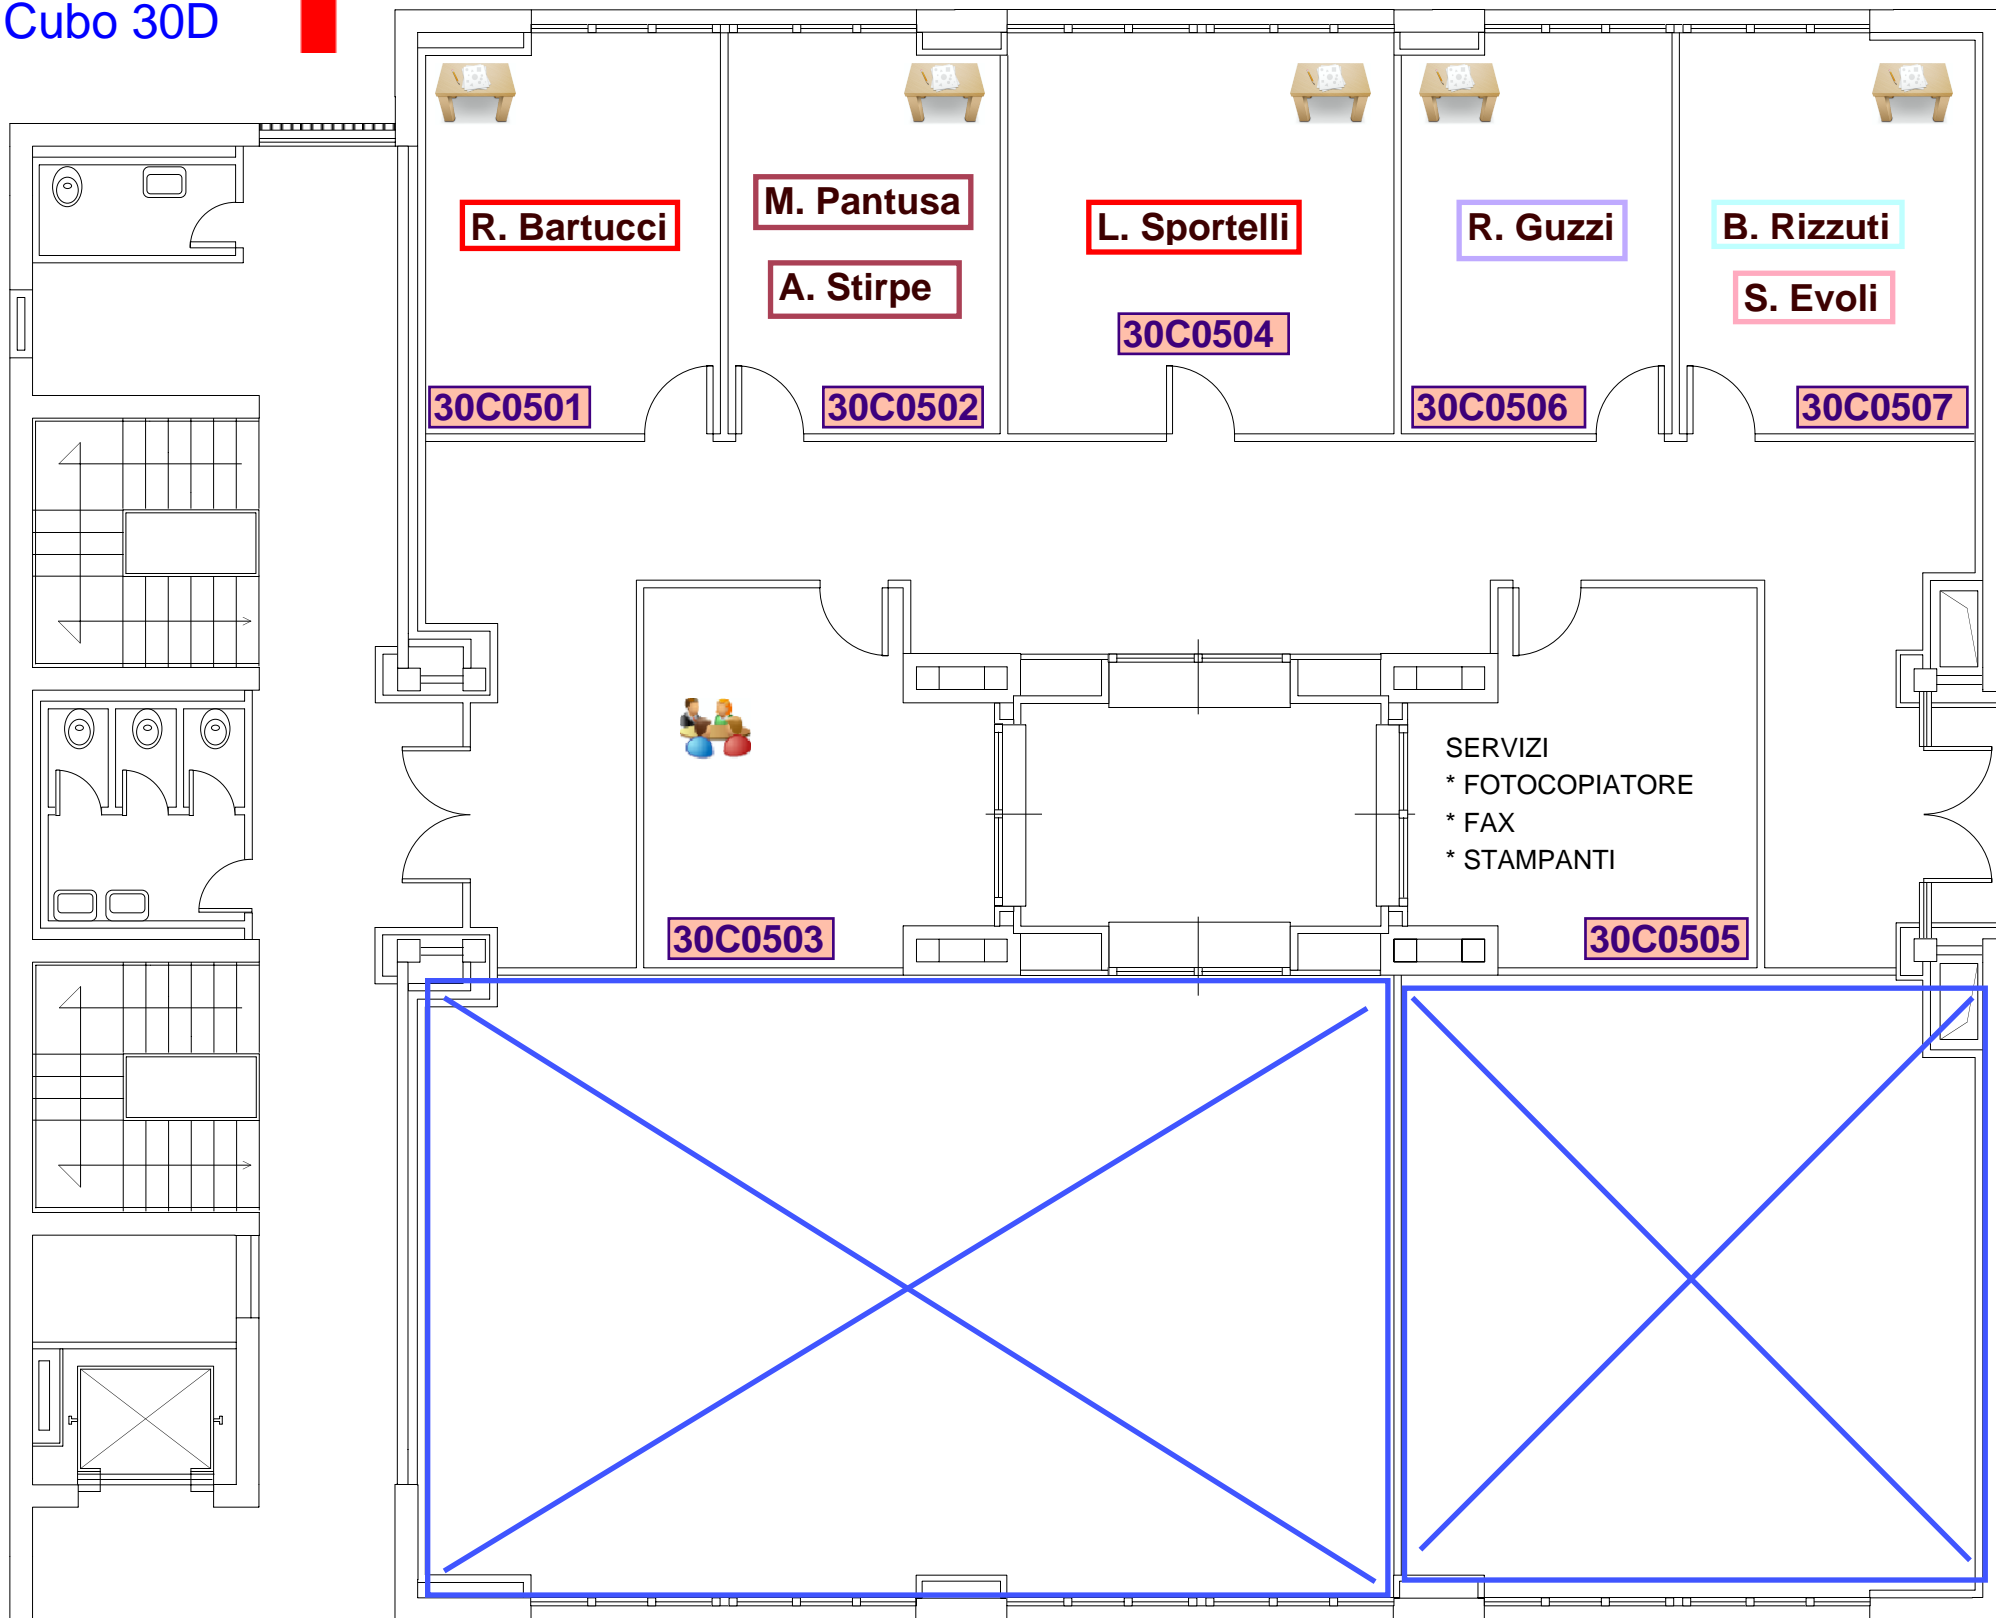 Cubo 30D
R. Bartucci
M. Pantusa
A. Stirpe
L. Sportelli
R. Guzzi
B. Rizzuti
S. Evoli
30C0501
30C0502
30C0504
30C0506
30C0507
SERVIZI
* FOTOCOPIATORE
* FAX
* STAMPANTI
30C0503
30C0505